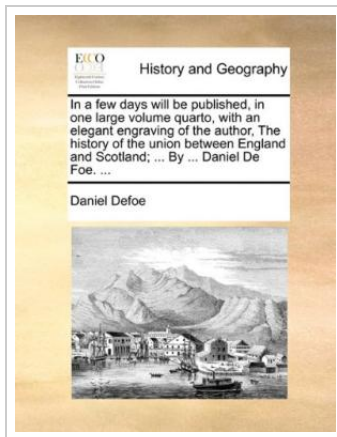 ECCO
History and Geography
In a few days will be published, in
one large volume quarto, with an
elegant engraving of the author, The
history of the union between England
and Scotland; ... By ... Daniel De
Foe. ...
Daniel Defoe